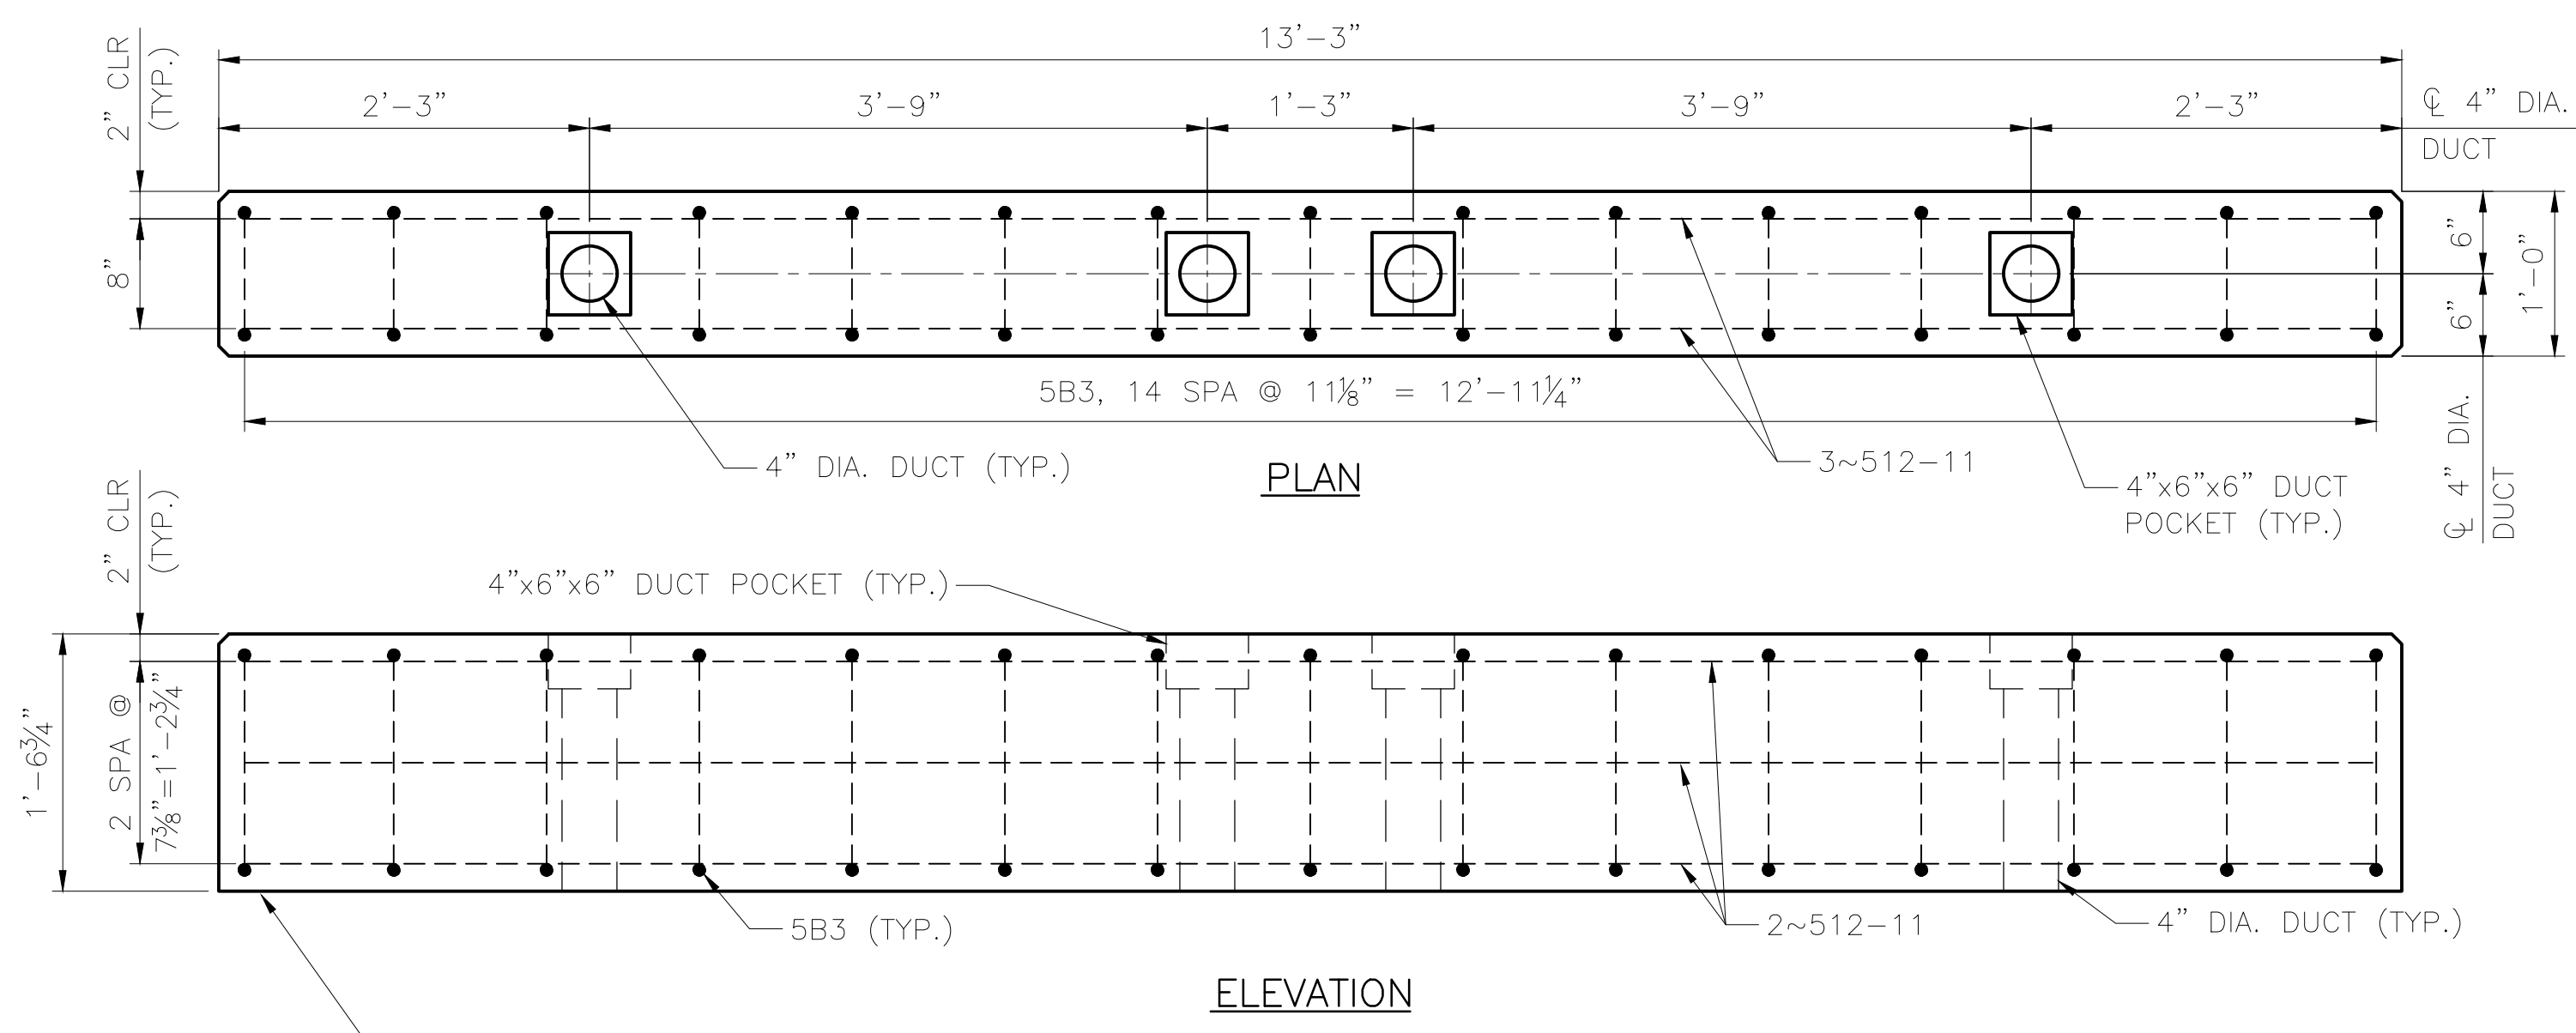 13'-3"
2" CLR
(TYP.)
2'-3"
3'-9"
1'-3"
3'-9"
2'-3"
℄ 4" DIA.
DUCT
8"
6"
6"
1'-0"
5B3, 14 SPA @ 11⅛" = 12'-11¼"
℄ 4" DIA.
DUCT
4" DIA. DUCT (TYP.)
3~512-11
4"x6"x6" DUCT
POCKET (TYP.)
PLAN
2" CLR
(TYP.)
4"x6"x6" DUCT POCKET (TYP.)
1'-6¾"
2 SPA @
7⅜"=1'-2¾"
5B3 (TYP.)
2~512-11
4" DIA. DUCT (TYP.)
ELEVATION